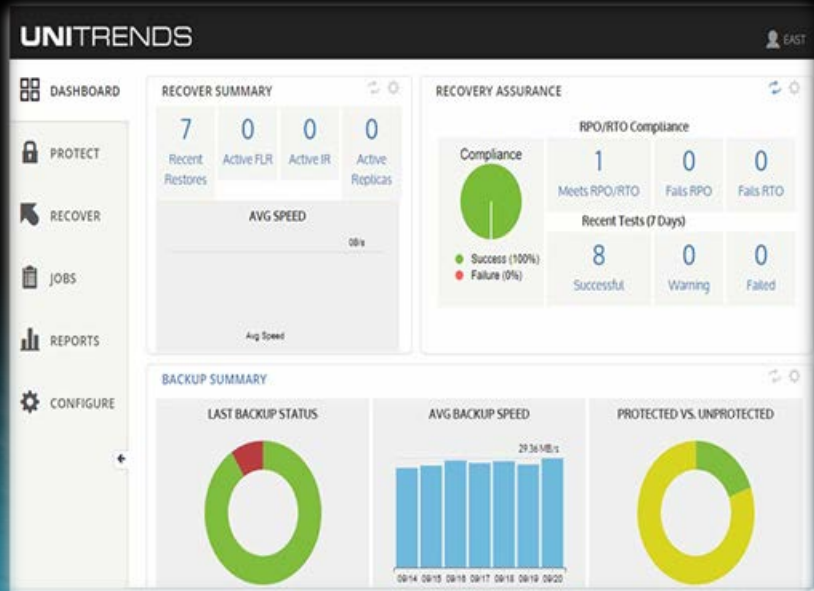 UNITRENDS
EAST
DASHBOARD
PROTECT
RECOVER
JOBS
REPORTS
CONFIGURE
RECOVER SUMMARY
7
Recent
Restores
0
Active FLR
0
Active IR
0
Active
Replicas
AVG SPEED
0B/s
Avg Speed
RECOVERY ASSURANCE
RPO/RTO Compliance
Compliance
Success (100%)
Failure (0%)
1
Meets RPO/RTO
0
Fails RPO
0
Fails RTO
Recent Tests (7 Days)
8
Successful
0
Warning
0
Failed
BACKUP SUMMARY
LAST BACKUP STATUS
AVG BACKUP SPEED
29.36 MB/s
09/14 09/15 09/16 09/17 09/18 09/19 09/20
PROTECTED VS. UNPROTECTED